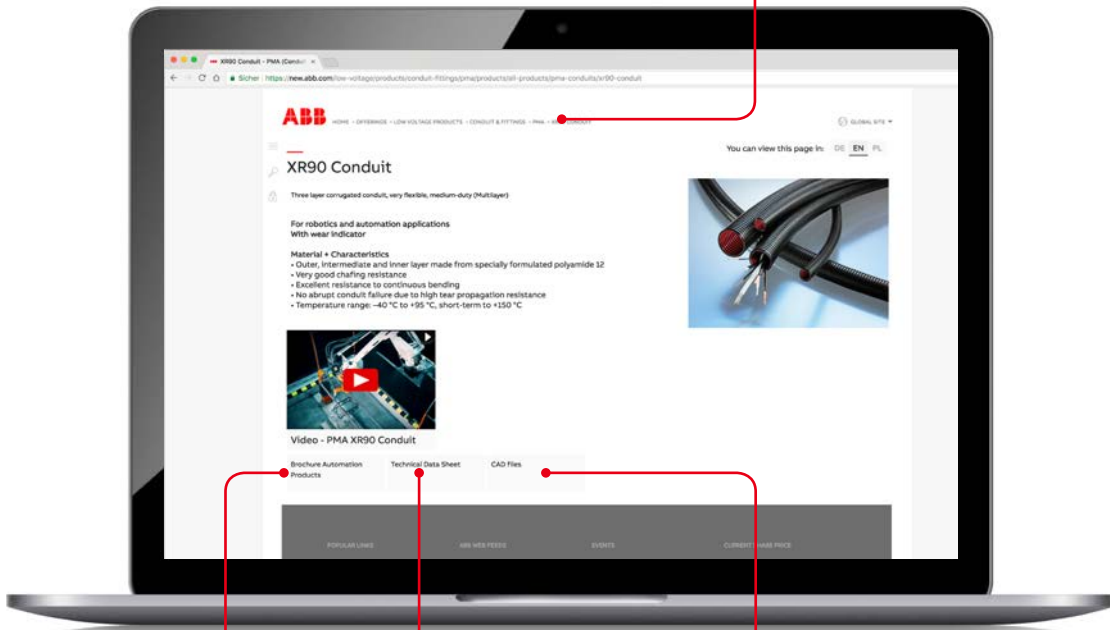 XR90 Conduit - PMA (Conduit
Sicher https://new.abb.com/low-voltage/products/conduit-fittings/pma/products/all-products/pma-conduits/xr90-conduit
ABB HOME › OFFERINGS › LOW VOLTAGE PRODUCTS › CONDUIT & FITTINGS › PMA › CONDUIT
GLOBAL SITE
You can view this page in: DE EN PL
XR90 Conduit
Three layer corrugated conduit, very flexible, medium-duty (Multilayer)
For robotics and automation applications
With wear indicator
Material + Characteristics
• Outer, intermediate and inner layer made from specially formulated polyamide 12
• Very good chafing resistance
• Excellent resistance to continuous bending
• No abrupt conduit failure due to high tear propagation resistance
• Temperature range: –40 °C to +95 °C, short-term to +150 °C
Video - PMA XR90 Conduit
Brochure Automation
Products
Technical Data Sheet
CAD Files
POPULAR LINKS
ABB WEB FEEDS
EVENTS
CURRENT SHARE PRICE